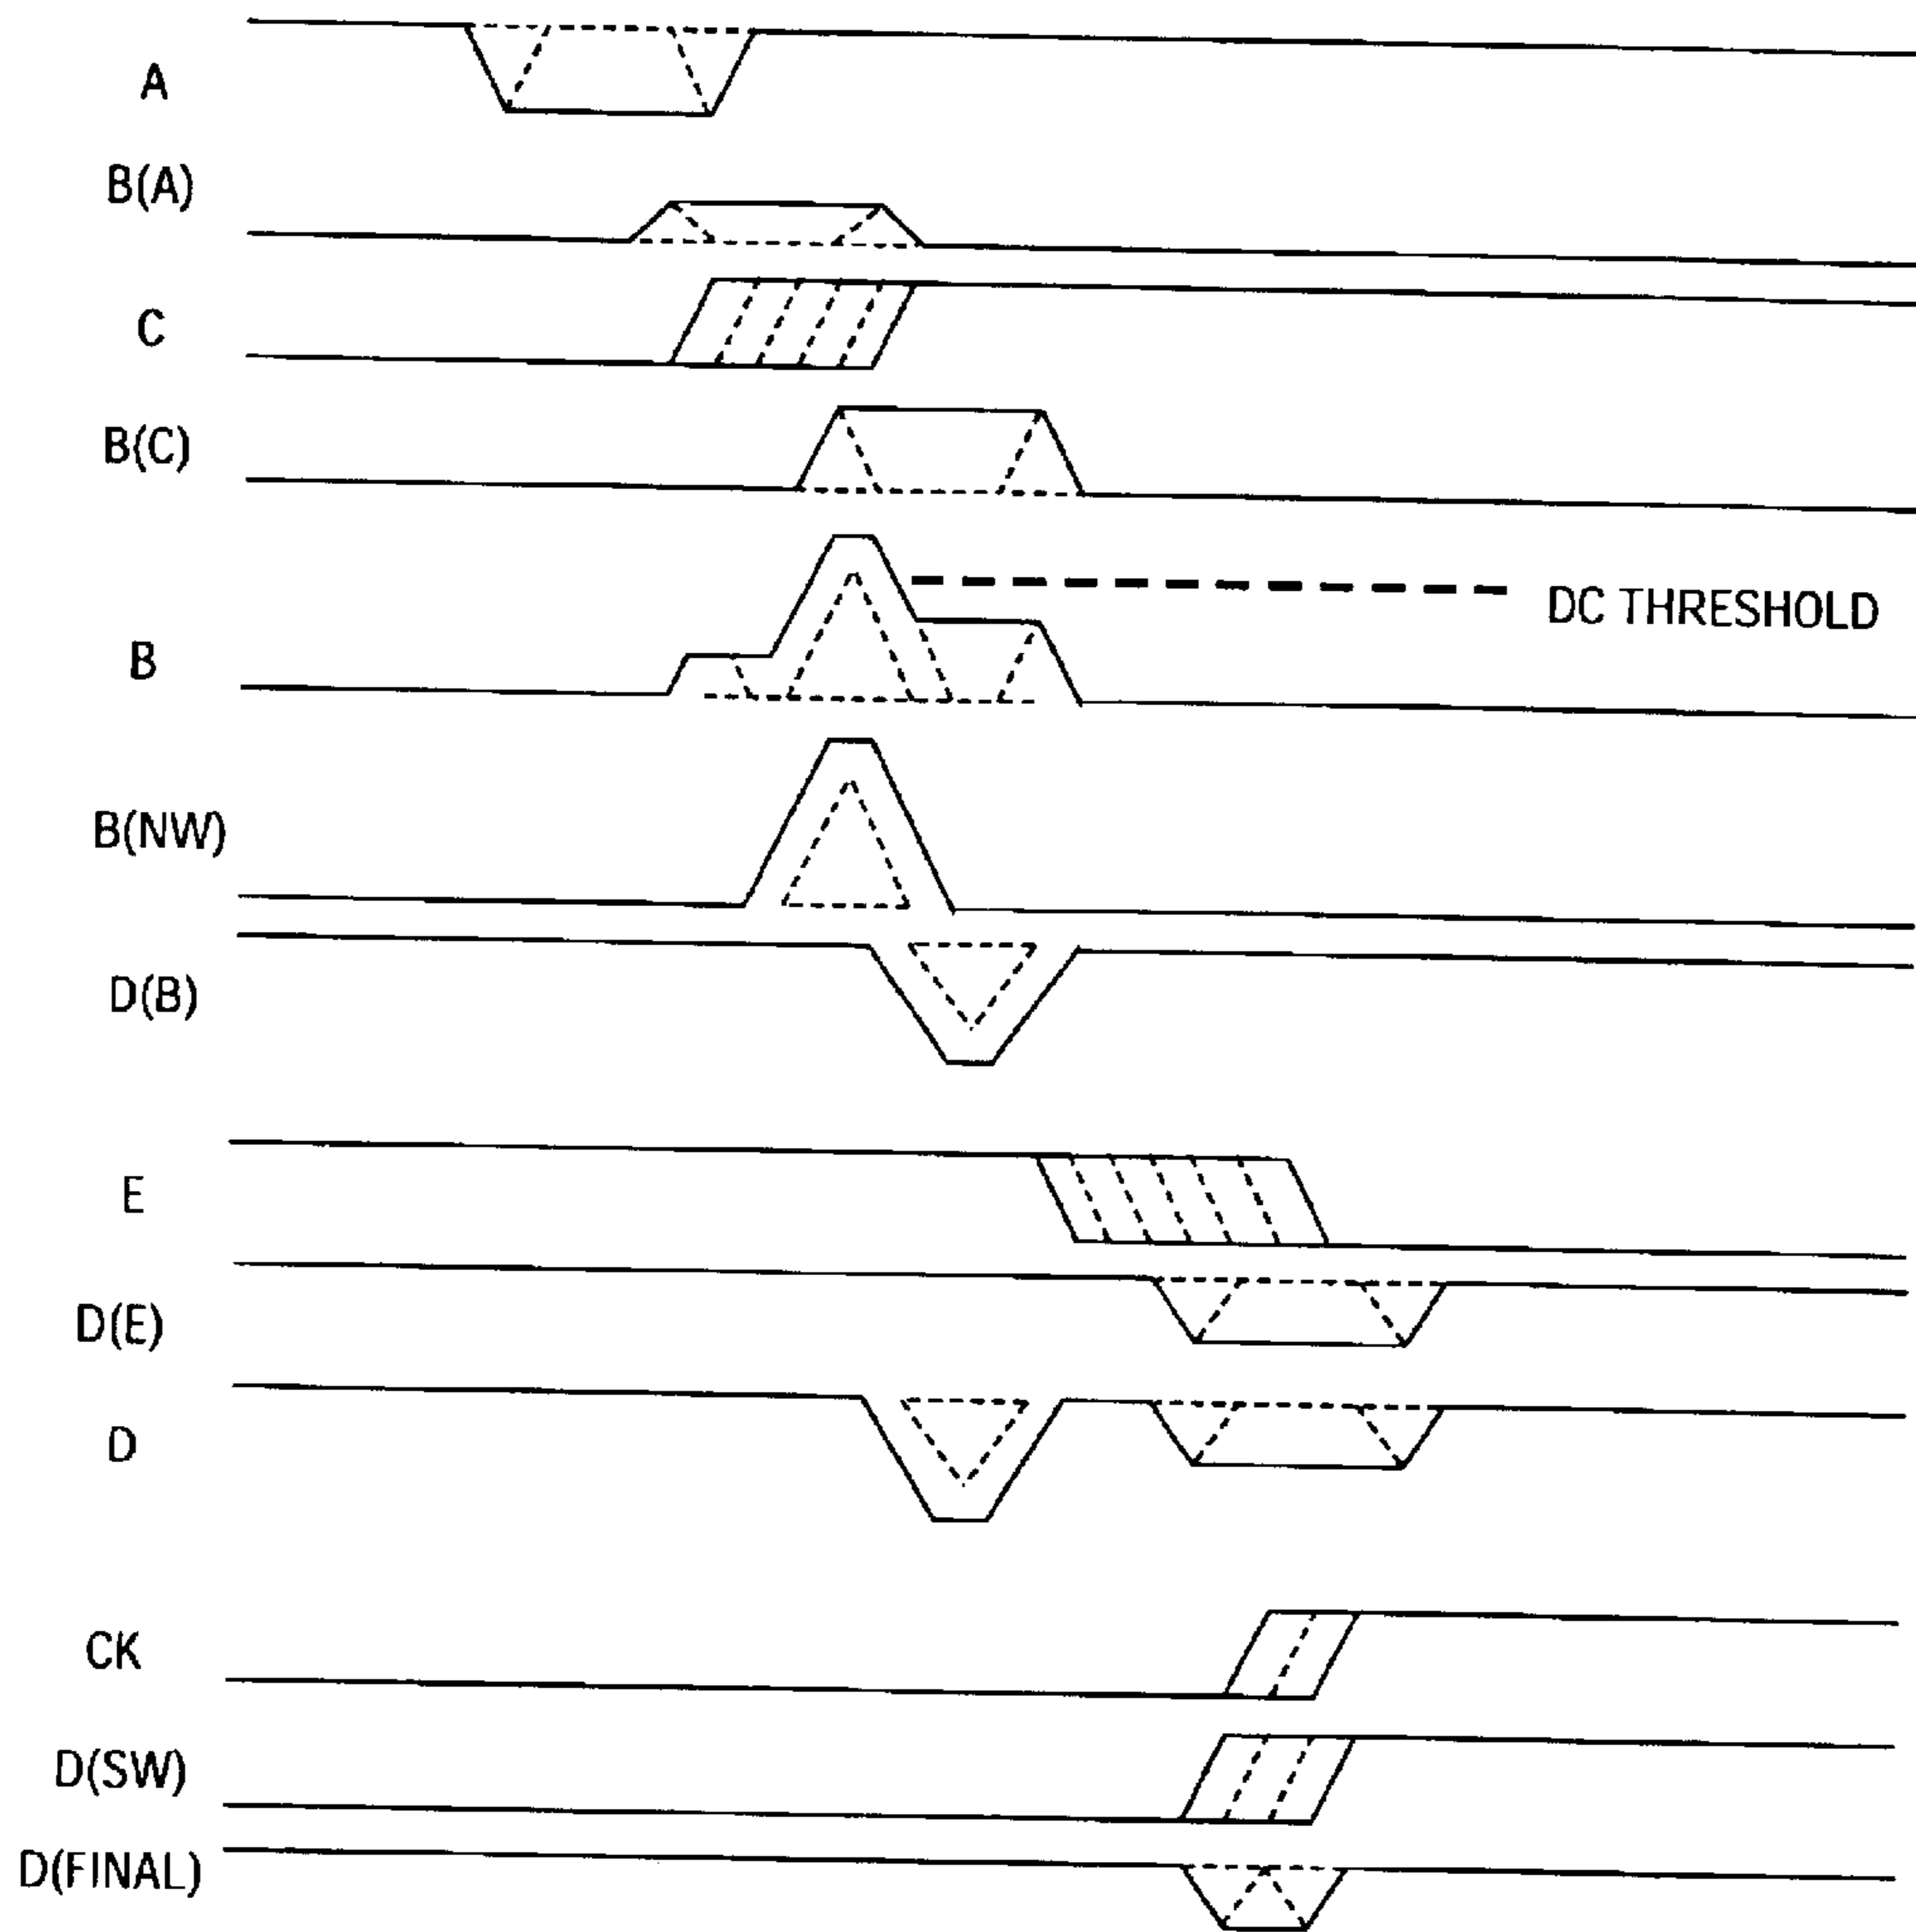 A
B(A)
C
B(C)
DC THRESHOLD
B
B(NW)
D(B)
E
D(E)
D
CK
D(SW)
D(FINAL)